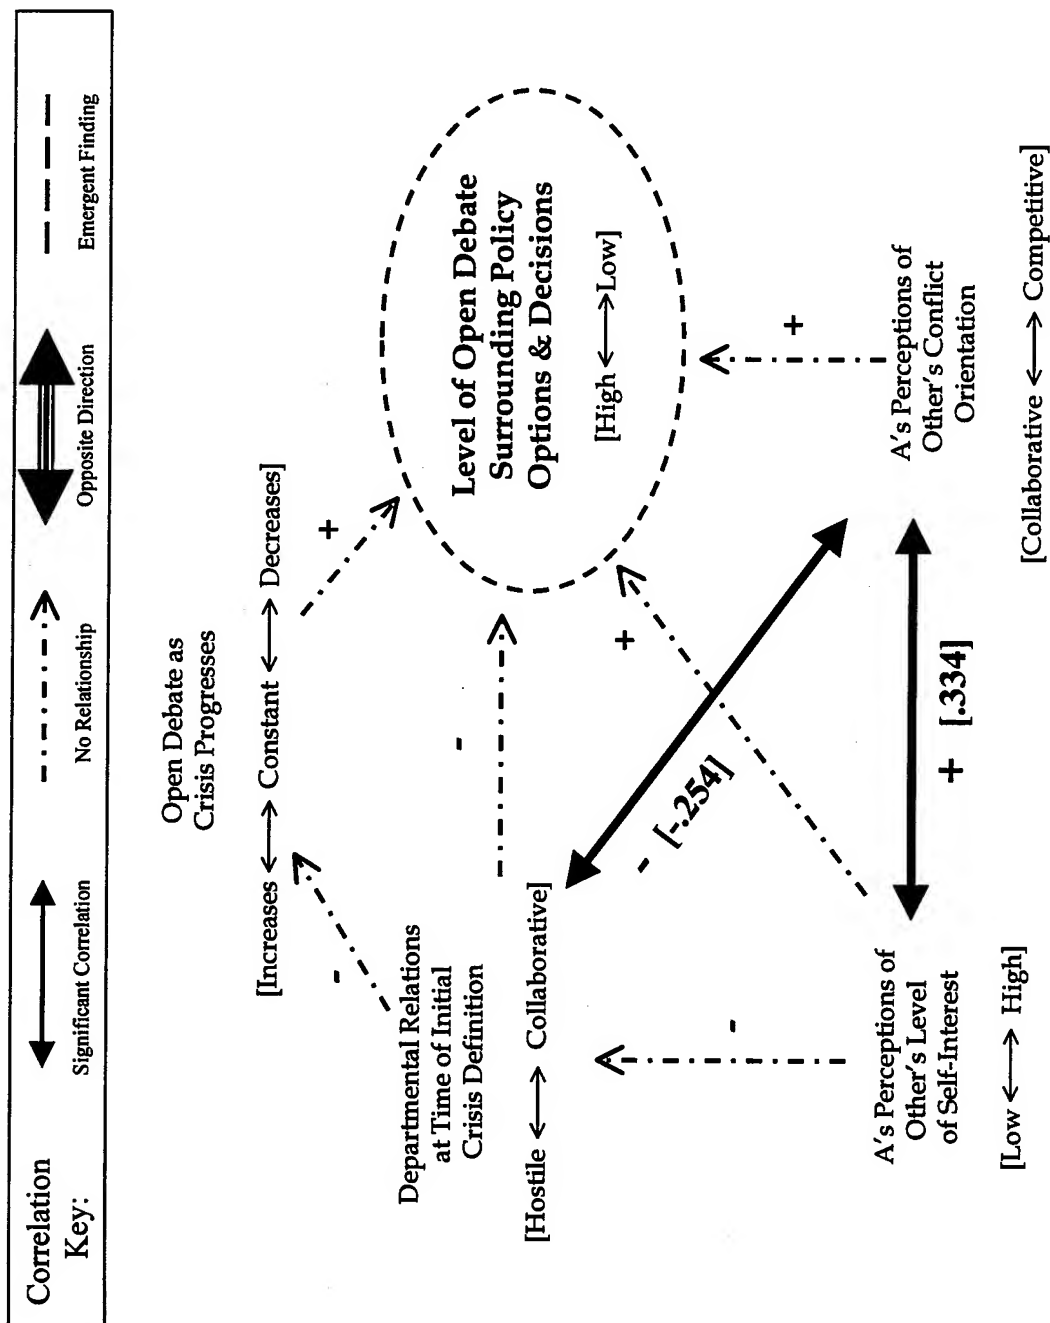 Correlation
Key:
Significant Correlation
No Relationship
Opposite Direction
Emergent Finding
Open Debate as
Crisis Progresses
[Increases ←→ Constant ←→ Decreases]
-
+
Departmental Relations
at Time of Initial
Crisis Definition
[Hostile ←→ Collaborative]
-
Level of Open Debate
Surrounding Policy
Options & Decisions
[High ←→ Low]
-
- [-.254]
+
+
A's Perceptions of
Other's Level
of Self-Interest
[Low ←→ High]
+ [.334]
A's Perceptions of
Other's Conflict
Orientation
[Collaborative ←→ Competitive]